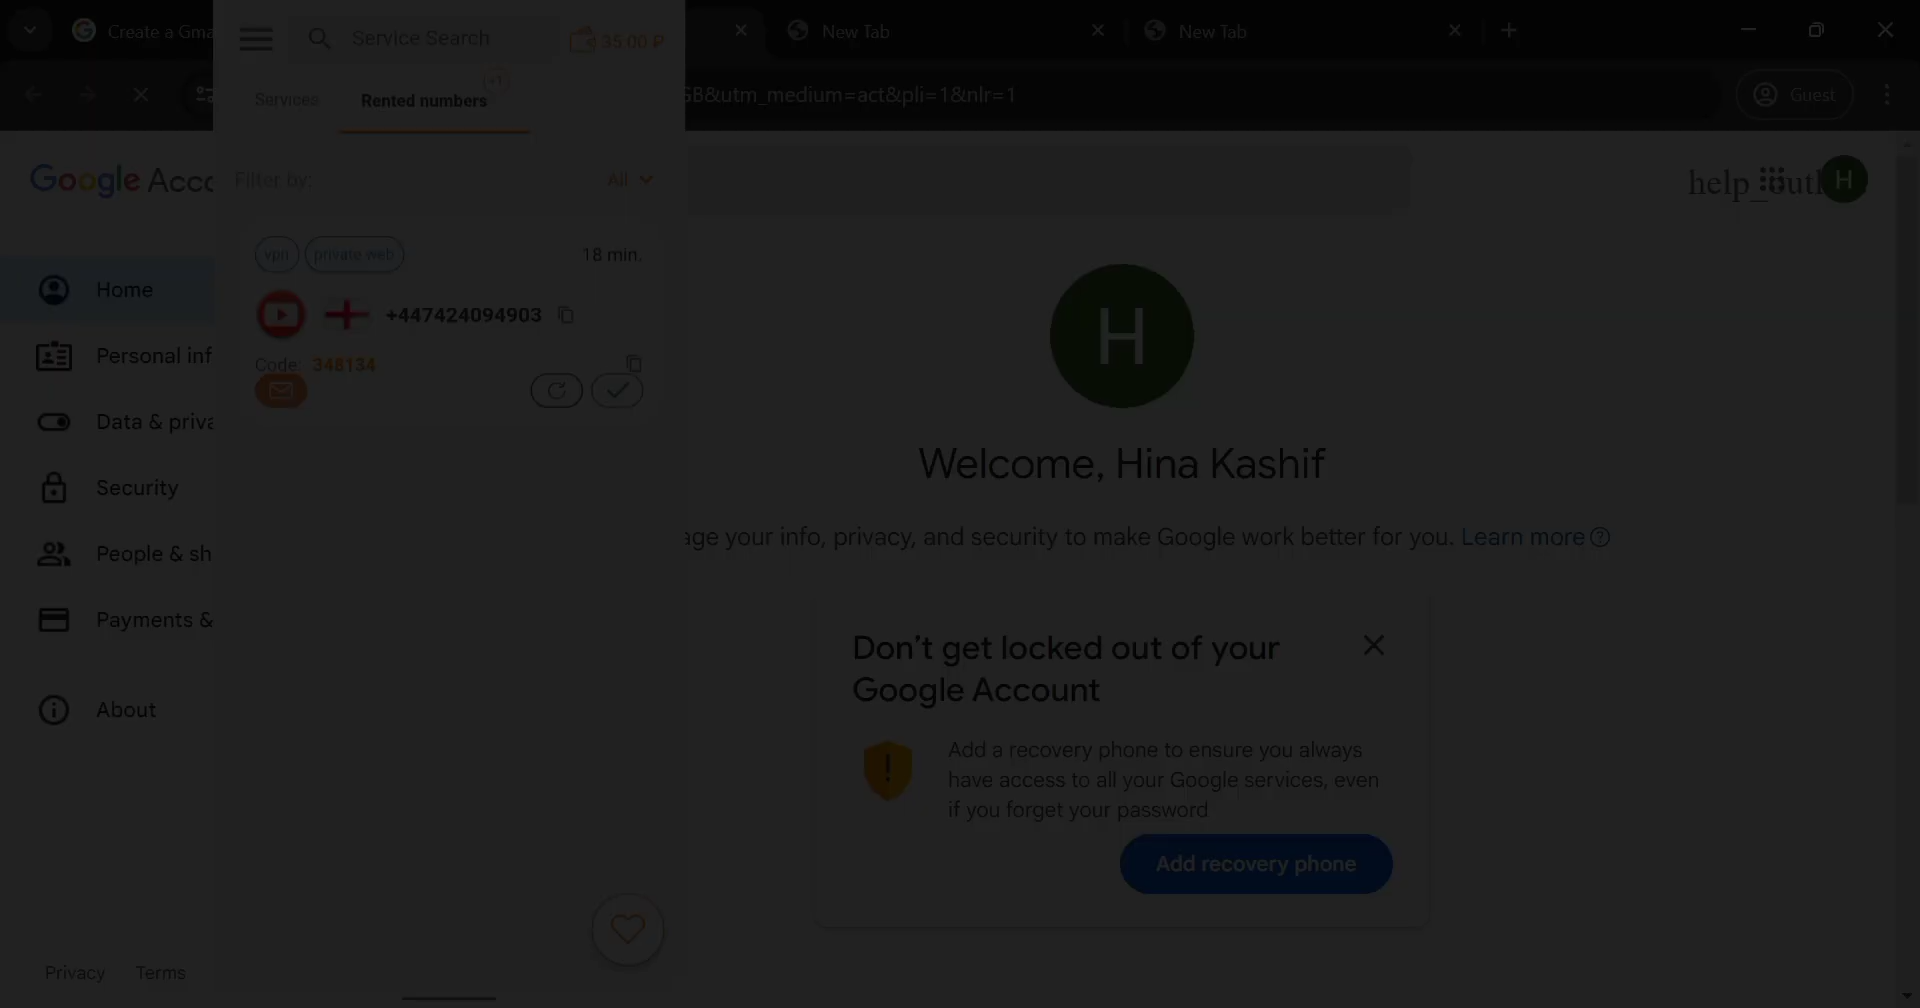 Create a Gma
New Tab
New Tab
SB&utm_medium=act&pli=1&nlr=1
Guest
Service Search
35.00 ₽
Services
Rented numbers
+1
Filter by:
All
vpn
private web
18 min.
+447424094903
Code: 348134
Google Acco
Home
Personal inf
Data & priva
Security
People & sh
Payments &
About
Privacy
Terms
help_outl
H
H
Welcome, Hina Kashif
age your info, privacy, and security to make Google work better for you. Learn more
Don't get locked out of your
Google Account
Add a recovery phone to ensure you always
have access to all your Google services, even
if you forget your password
Add recovery phone